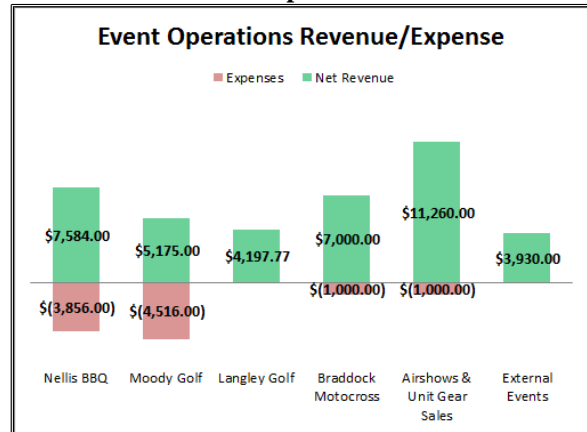 Event Operations Revenue/Expense
Expenses Net Revenue
$7,584.00
$5,175.00
$4,197.77
$7,000.00
$11,260.00
$3,930.00
$(3,856.00)
$(4,516.00)
$(1,000.00)
$(1,000.00)
Nellis BBQ
Moody Golf
Langley Golf
Braddock
Motocross
Airshows &
Unit Gear
Sales
External
Events